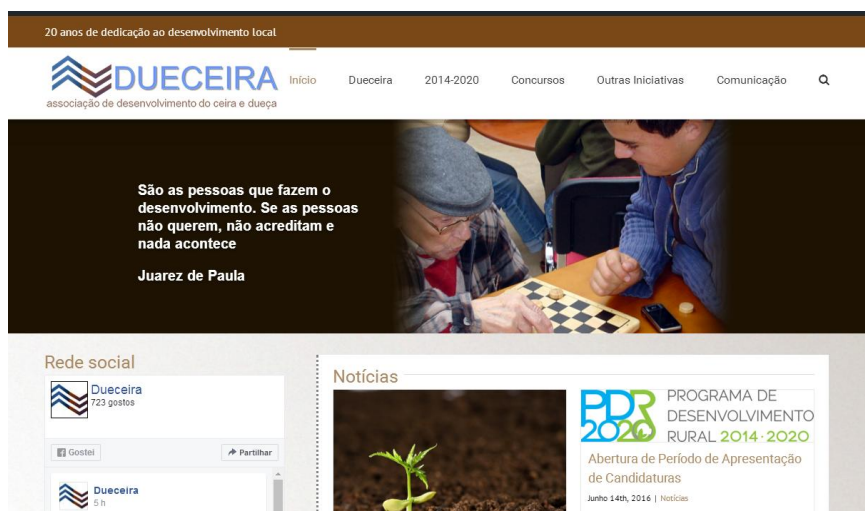 20 anos de dedicação ao desenvolvimento local
DUECEIRA
associação de desenvolvimento do ceira e dueça
Início Dueceira 2014-2020 Concursos Outras Iniciativas Comunicação
São as pessoas que fazem o
desenvolvimento. Se as pessoas
não querem, não acreditam e
nada acontece
Juarez de Paula
Rede social
Dueceira
723 gostos
Gostei Partilhar
Dueceira
5 h
Notícias
PDR
2020
PROGRAMA DE
DESENVOLVIMENTO
RURAL 2014·2020
Abertura de Período de Apresentação
de Candidaturas
Junho 14th, 2016 | Notícias